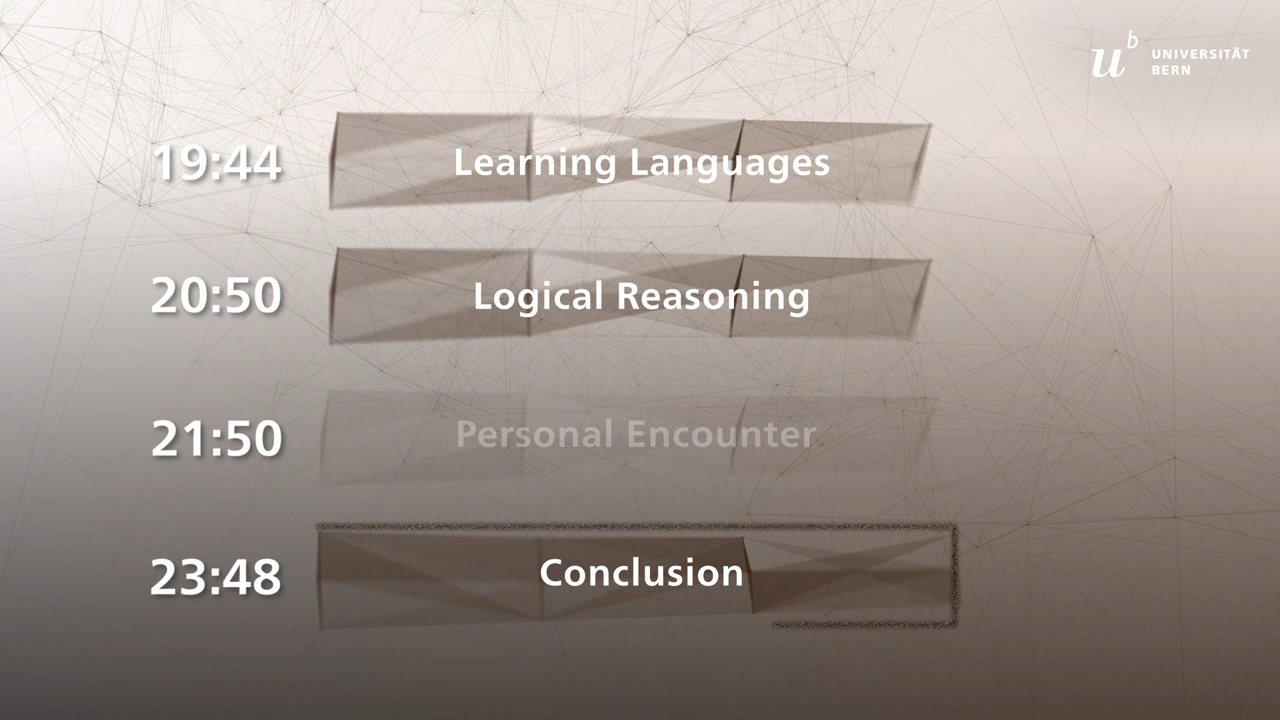 u^b
UNIVERSITÄT
BERN
19:44 Learning Languages
20:50 Logical Reasoning
21:50 Personal Encounter
23:48 Conclusion